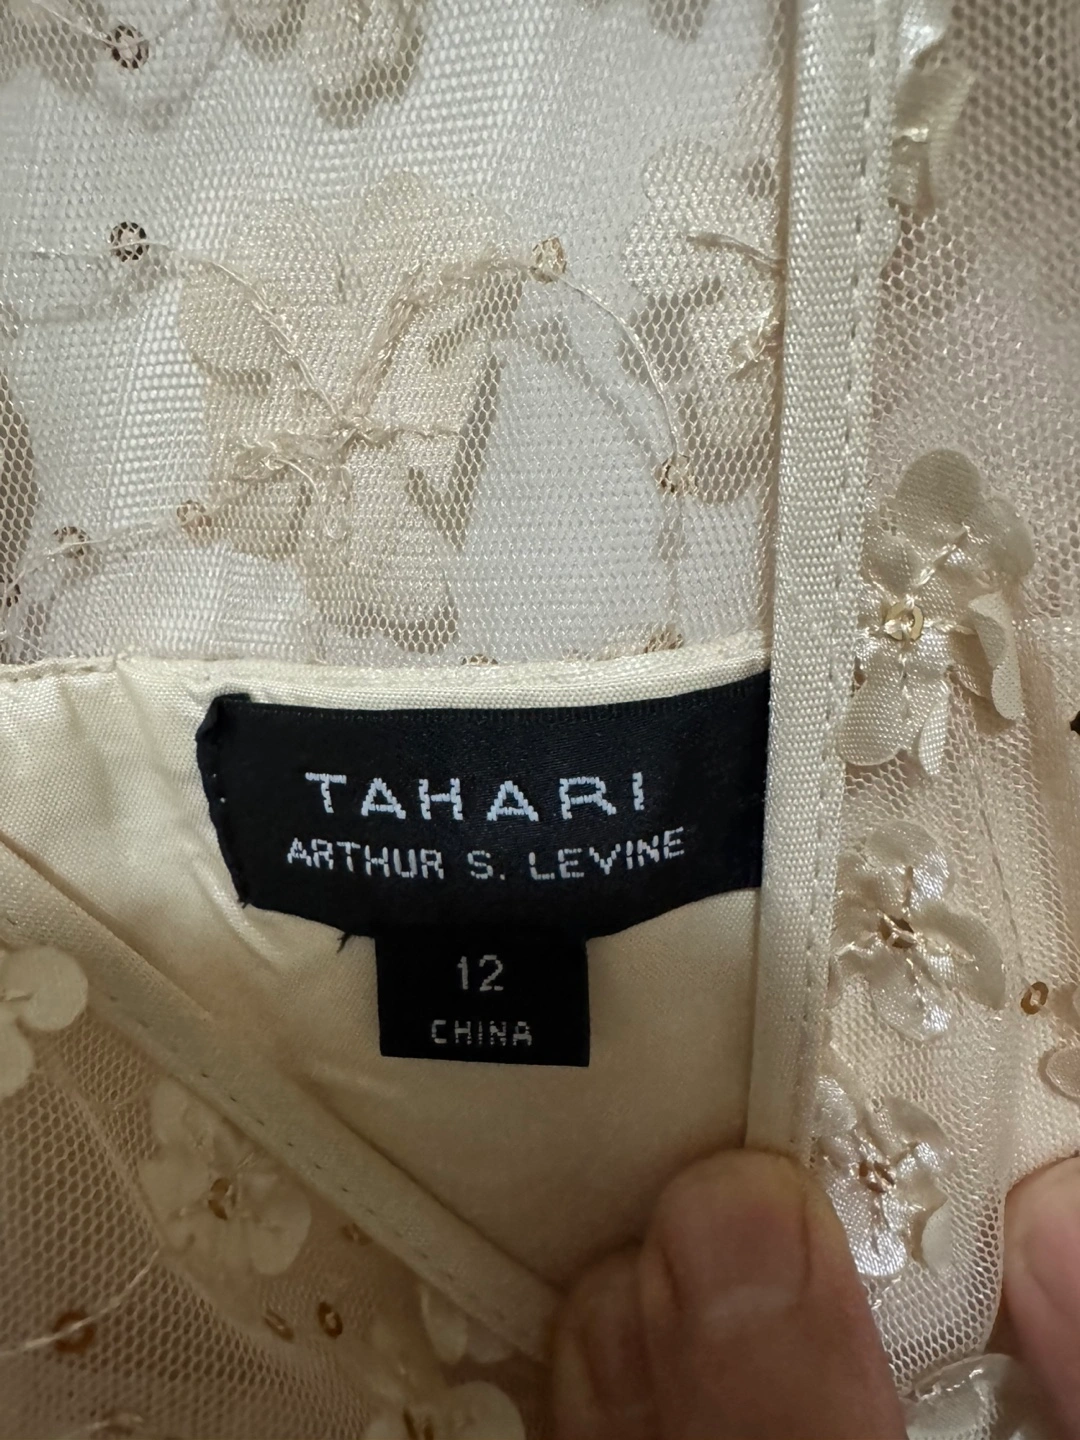 TAHARI
ARTHUR S. LEVINE
12
CHINA